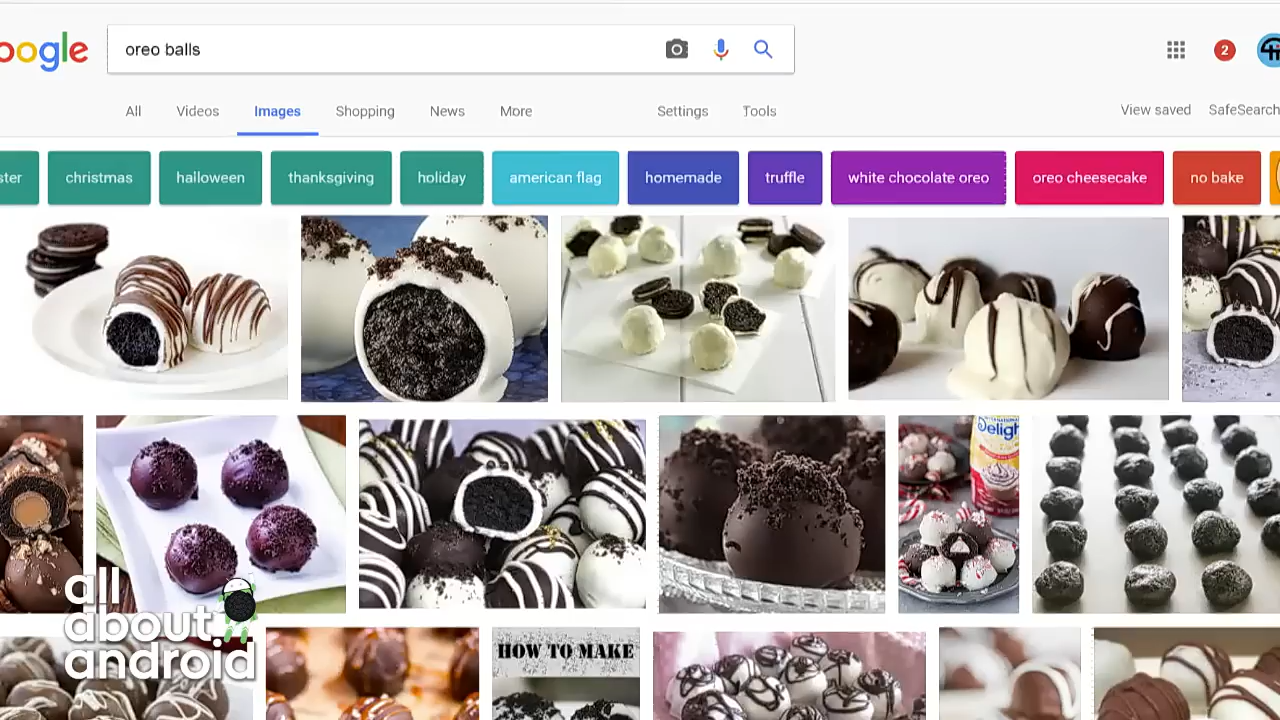 oogle
oreo balls
2
All Videos Images Shopping News More Settings Tools View saved SafeSearch
ster christmas halloween thanksgiving holiday american flag homemade truffle white chocolate oreo oreo cheesecake no bake
Delight
all
about
android
HOW TO MAKE